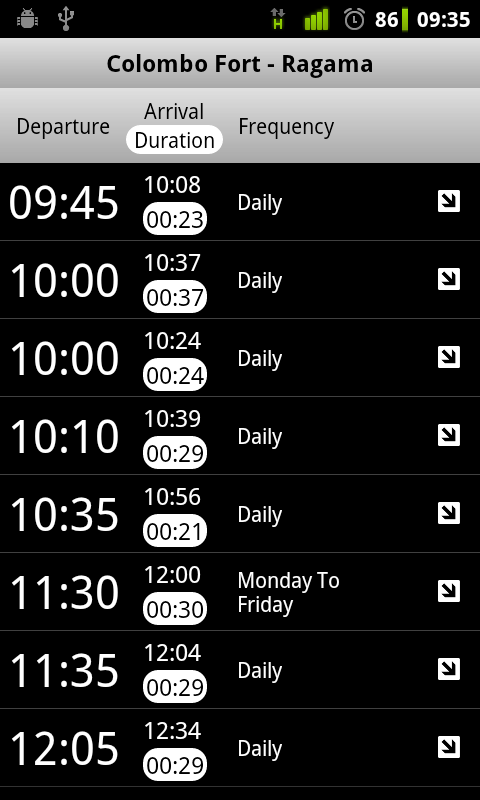 86 09:35
Colombo Fort - Ragama
Departure Arrival Frequency
Duration
09:45 10:08 Daily
00:23
10:00 10:37 Daily
00:37
10:00 10:24 Daily
00:24
10:10 10:39 Daily
00:29
10:35 10:56 Daily
00:21
11:30 12:00 Monday To
00:30 Friday
11:35 12:04 Daily
00:29
12:05 12:34 Daily
00:29